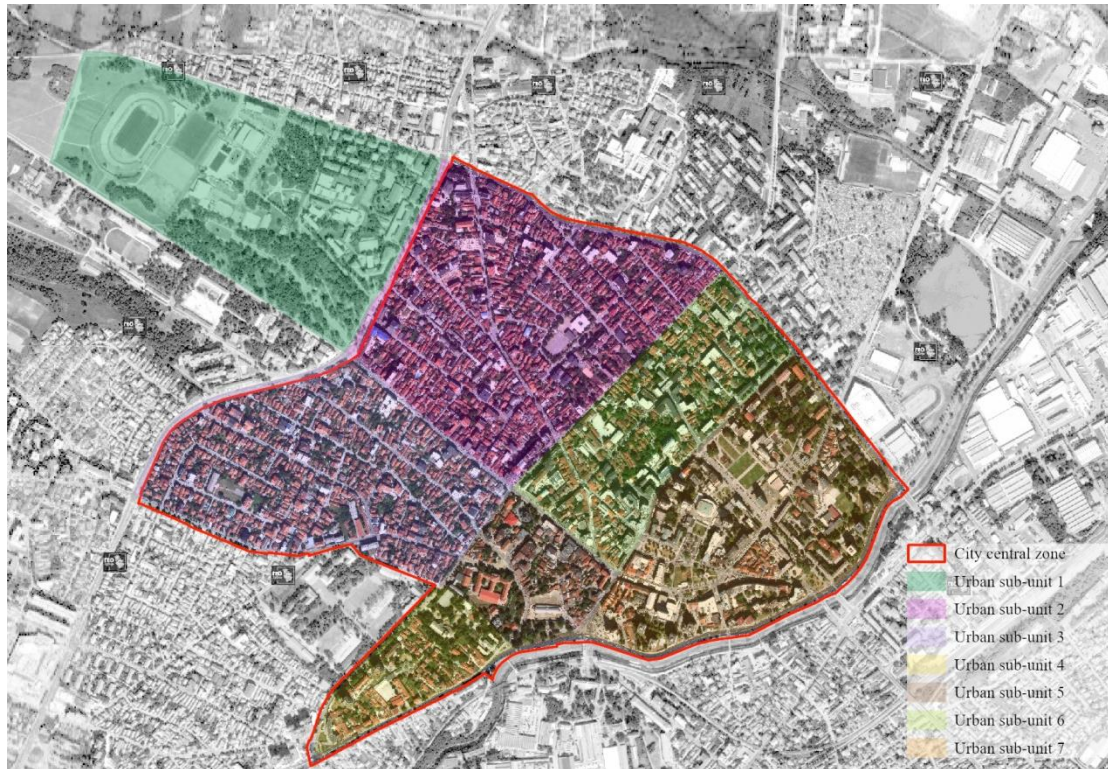 City central zone
Urban sub-unit 1
Urban sub-unit 2
Urban sub-unit 3
Urban sub-unit 4
Urban sub-unit 5
Urban sub-unit 6
Urban sub-unit 7